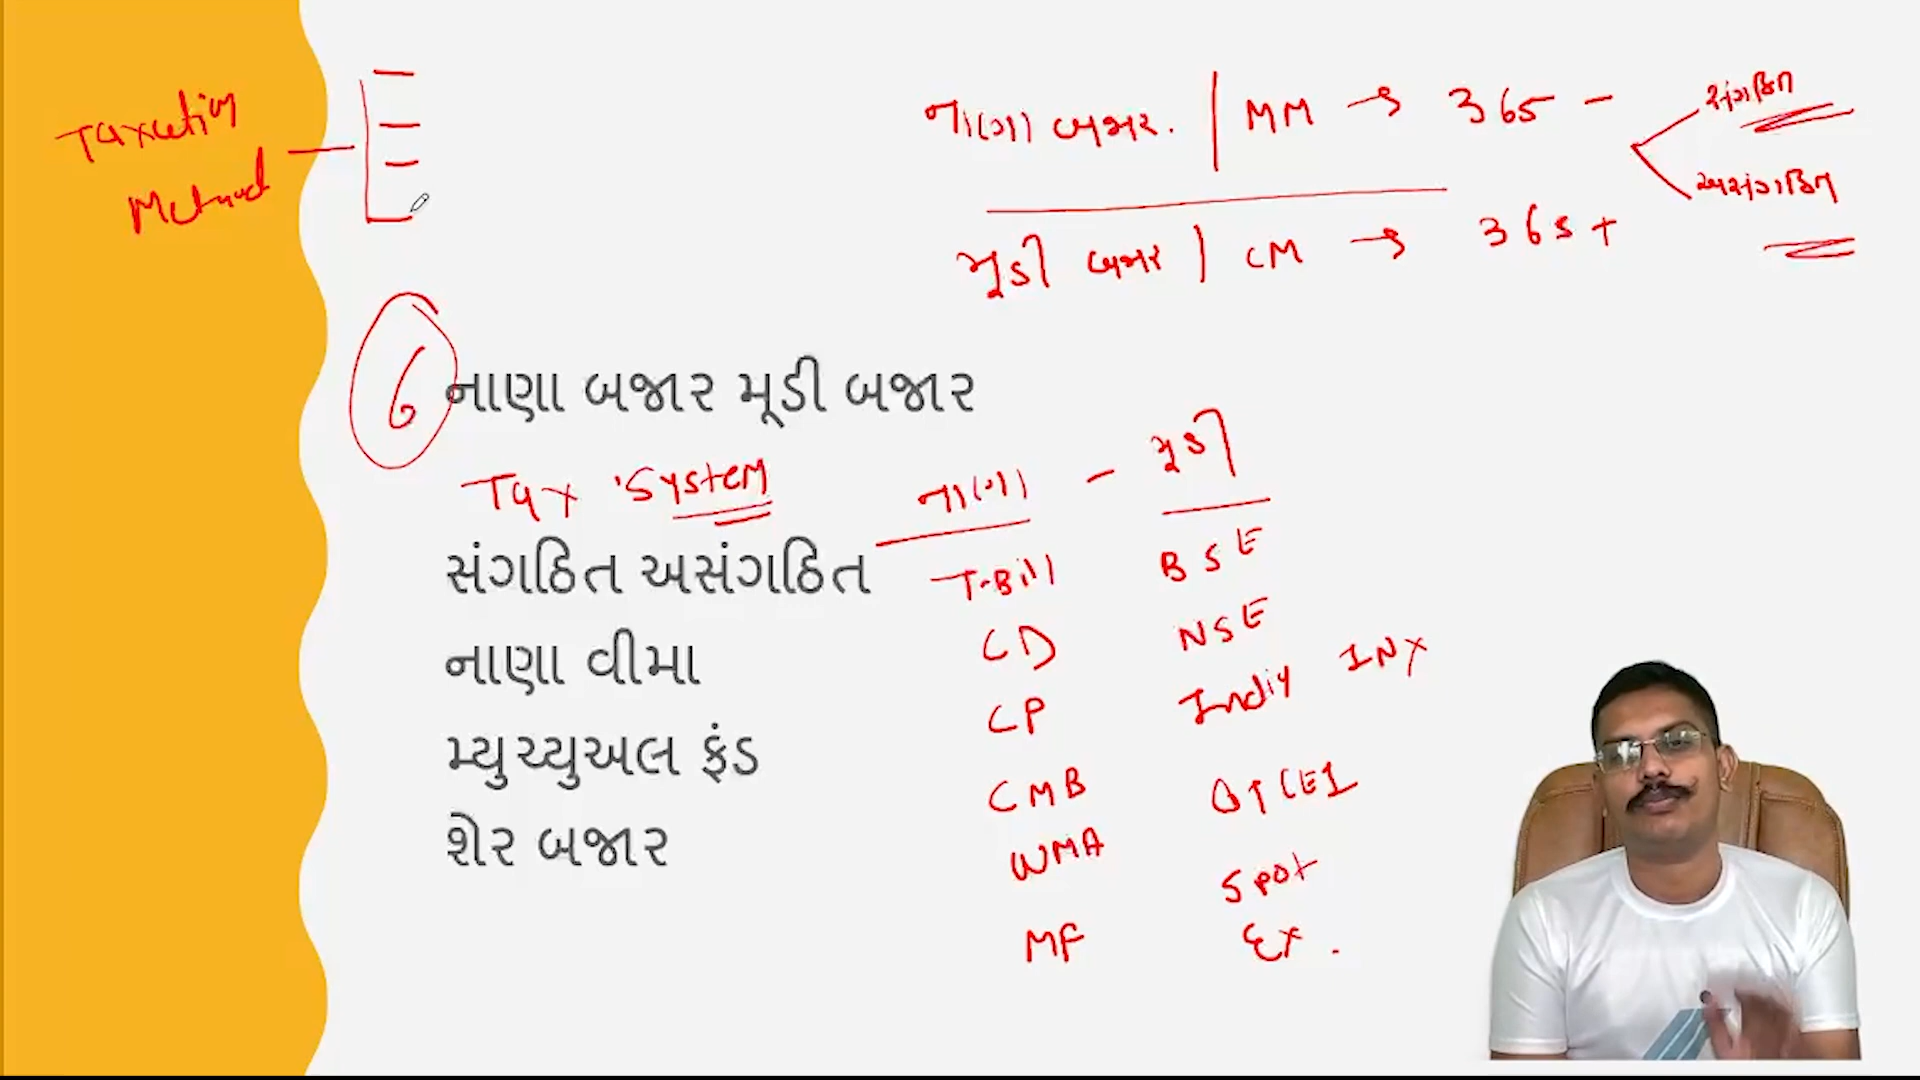 Taxation
Method
નાણા બજાર. | MM → 365 -
સંગઠિત
અસંગઠિત
મૂડી બજાર | CM → 365 +
6
નાણા બજાર મૂડી બજાર
Tax System
નાણા - મૂડી
સંગઠિત અસંગઠિત
T-Bill BSE
નાણા વીમા
CD NSE
CP India INX
મ્યુચ્યુઅલ ફંડ
CMB OTCEI
શેર બજાર
WMA Spot
MF Ex.